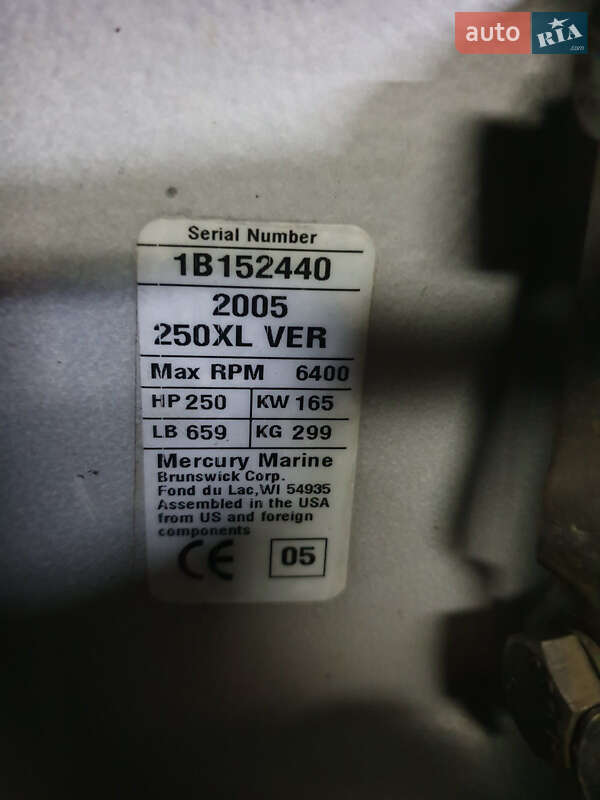 auto RIA.com
Serial Number
1B152440
2005
250XL VER
Max RPM 6400
HP 250 KW 165
LB 659 KG 299
Mercury Marine
Brunswick Corp.
Fond du Lac,WI 54935
Assembled in the USA
from US and foreign
components
CE 05